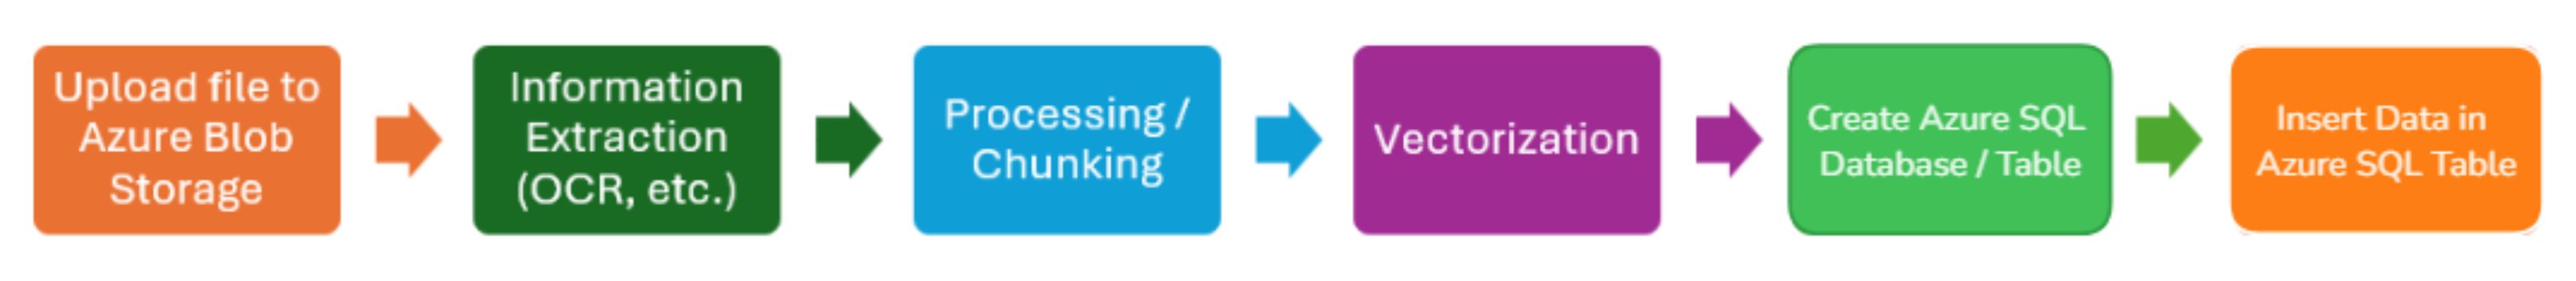 Upload file to
Azure Blob
Storage
Information
Extraction
(OCR, etc.)
Processing /
Chunking
Vectorization
Create Azure SQL
Database / Table
Insert Data in
Azure SQL Table